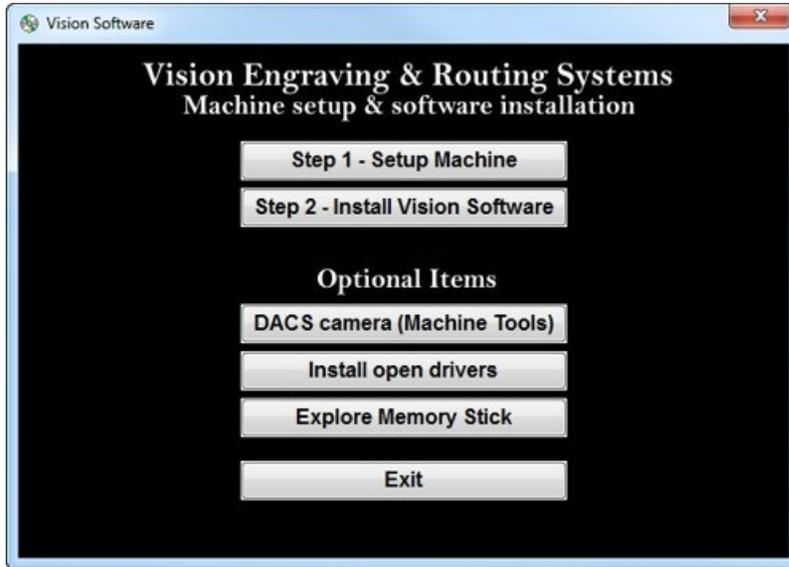 Vision Software
Vision Engraving & Routing Systems
Machine setup & software installation
Step 1 - Setup Machine
Step 2 - Install Vision Software
Optional Items
DACS camera (Machine Tools)
Install open drivers
Explore Memory Stick
Exit